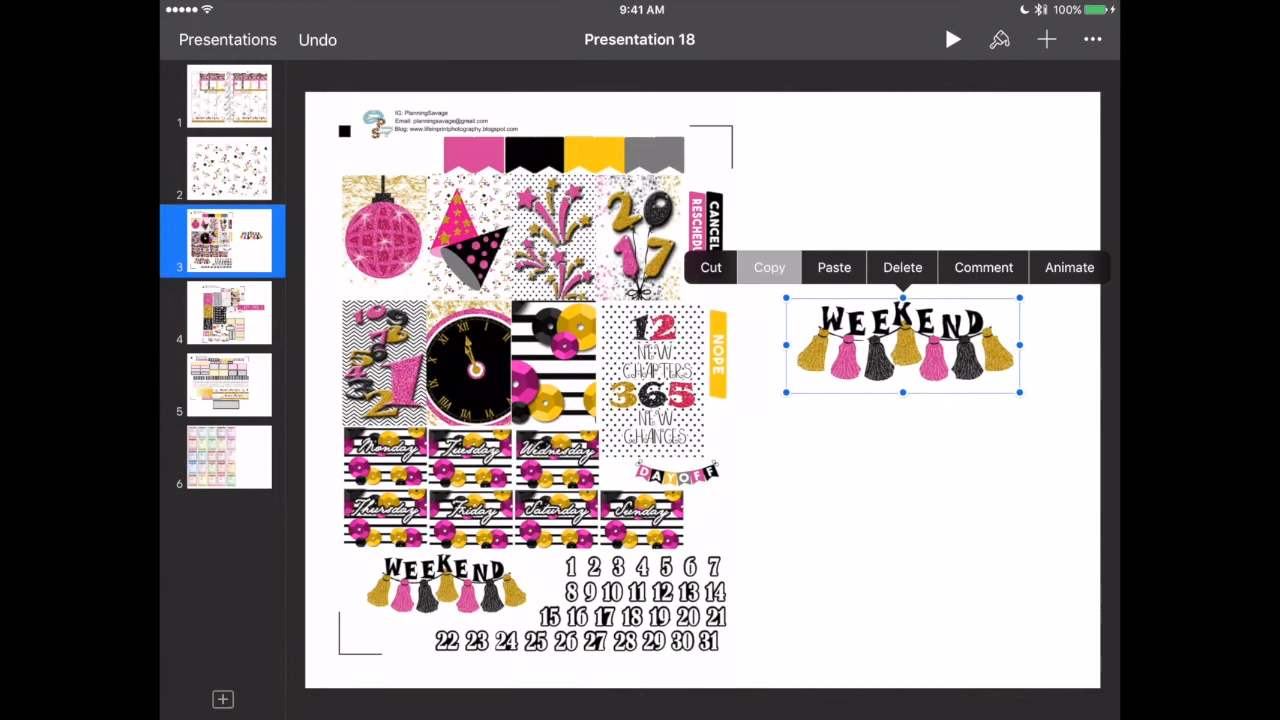 9:41 AM
100%
Presentations
Undo
Presentation 18
IG: PlanningSavage
Email: planningsavage@gmail.com
Blog: www.lifeinprintphotography.blogspot.com
2017
CANCEL
Cut
Copy
Paste
Delete
Comment
Animate
WEEKEND
NOPE
12
NEW
CHAPTERS
365
NEW
CHANCES
DAY OFF
Monday
Tuesday
Wednesday
Thursday
Friday
Saturday
Sunday
WEEKEND
1 2 3 4 5 6 7
8 9 10 11 12 13 14
15 16 17 18 19 20 21
22 23 24 25 26 27 28 29 30 31
1
2
3
4
5
6